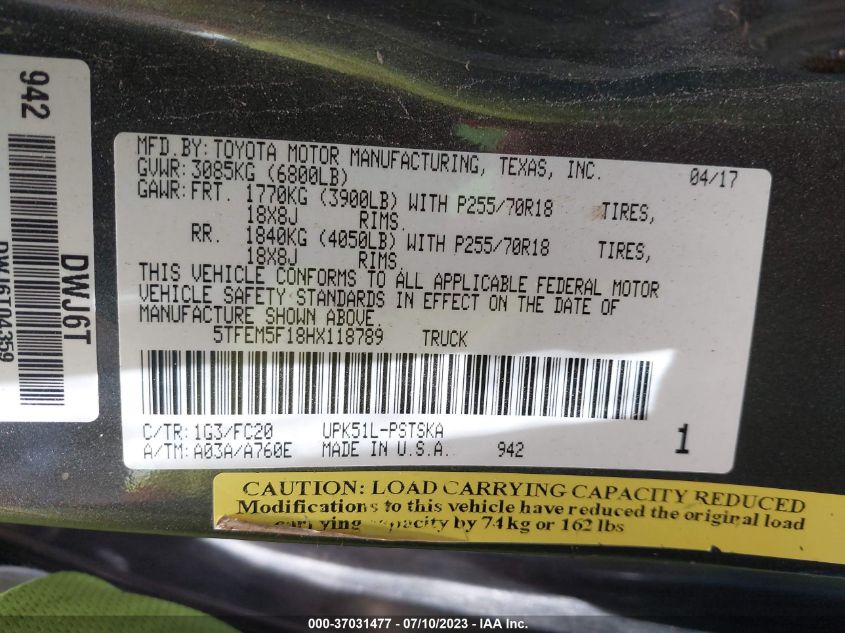 942
DWJ6T
DWJ6T04359
MFD.BY:TOYOTA MOTOR MANUFACTURING, TEXAS, INC. 04/17
GVWR:3085KG (6800LB)
GAWR:FRT. 1770KG (3900LB) WITH P255/70R18 TIRES,
18X8J RIMS.
RR. 1840KG (4050LB) WITH P255/70R18 TIRES,
18X8J RIMS
THIS VEHICLE CONFORMS TO ALL APPLICABLE FEDERAL MOTOR
VEHICLE SAFETY STANDARDS IN EFFECT ON THE DATE OF
MANUFACTURE SHOWN ABOVE.
5TFEM5F18HX118789 TRUCK
C/TR:1G3/FC20 UPK51L-PSTSKA
A/TM:A03A/A760E MADE IN U.S.A. 942 1
CAUTION: LOAD CARRYING CAPACITY REDUCED
Modifications to this vehicle have reduced the original load
carrying capacity by 74kg or 162 lbs
000-37031477 - 07/10/2023 - IAA Inc.